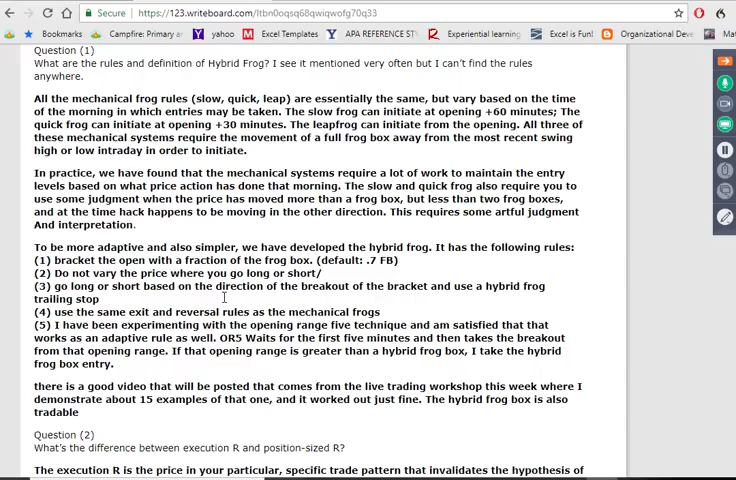 Secure
https://123.writeboard.com/ltbn0oqsq68qwiqwofg70q33
Bookmarks
Campfire: Primary a
yahoo
Excel Templates
APA REFERENCE STY
Experiential learning
Excel is Fun!
Organizational Deve
Question (1)
What are the rules and definition of Hybrid Frog? I see it mentioned very often but I can't find the rules
anywhere.
All the mechanical frog rules (slow, quick, leap) are essentially the same, but vary based on the time
of the morning in which entries may be taken. The slow frog can initiate at opening +60 minutes; The
quick frog can initiate at opening +30 minutes. The leapfrog can initiate from the opening. All three of
these mechanical systems require the movement of a full frog box away from the most recent swing
high or low intraday in order to initiate.
In practice, we have found that the mechanical systems require a lot of work to maintain the entry
levels based on what price action has done that morning. The slow and quick frog also require you to
use some judgment when the price has moved more than a frog box, but less than two frog boxes,
and at the time hack happens to be moving in the other direction. This requires some artful judgment
And interpretation.
To be more adaptive and also simpler, we have developed the hybrid frog. It has the following rules:
(1) bracket the open with a fraction of the frog box. (default: .7 FB)
(2) Do not vary the price where you go long or short/
(3) go long or short based on the direction of the breakout of the bracket and use a hybrid frog
trailing stop
(4) use the same exit and reversal rules as the mechanical frogs
(5) I have been experimenting with the opening range five technique and am satisfied that that
works as an adaptive rule as well. OR5 Waits for the first five minutes and then takes the breakout
from that opening range. If that opening range is greater than a hybrid frog box, I take the hybrid
frog box entry.
there is a good video that will be posted that comes from the live trading workshop this week where I
demonstrate about 15 examples of that one, and it worked out just fine. The hybrid frog box is also
tradable
Question (2)
What's the difference between execution R and position-sized R?
The execution R is the price in your particular, specific trade pattern that invalidates the hypothesis of